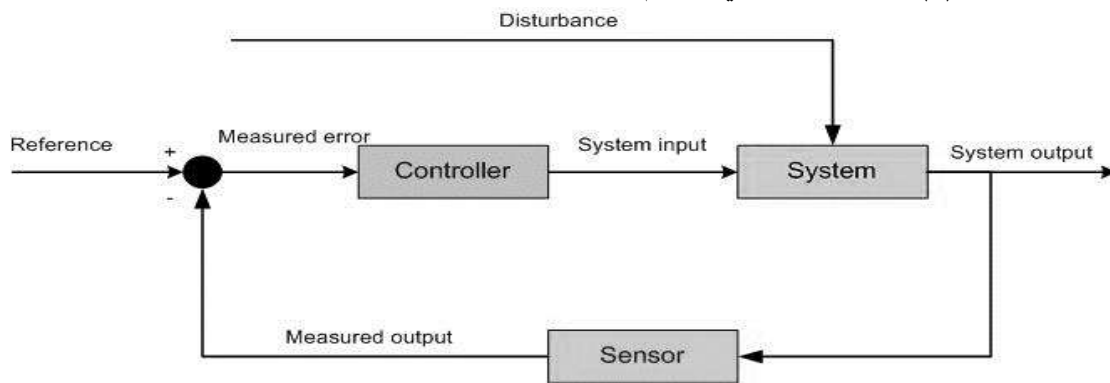 Disturbance
Reference
+
Measured error
Controller
System input
System
System output
-
Measured output
Sensor